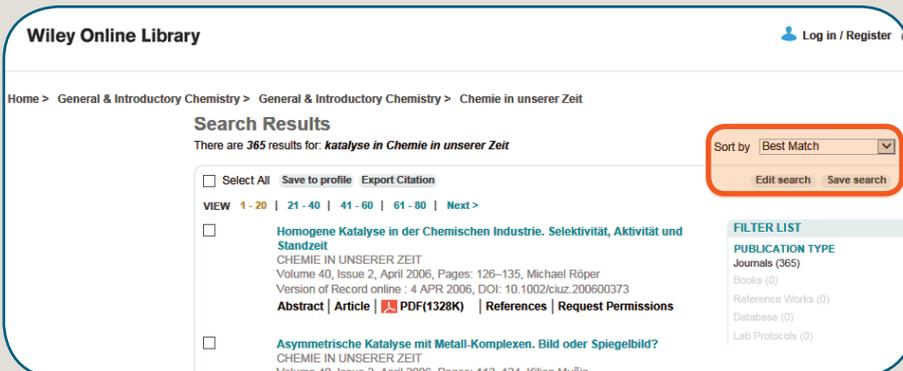 Wiley Online Library
Log in / Register
Home > General & Introductory Chemistry > General & Introductory Chemistry > Chemie in unserer Zeit
Search Results
There are 365 results for: katalyse in Chemie in unserer Zeit
Sort by Best Match
Edit search Save search
Select All Save to profile Export Citation
VIEW 1 - 20 | 21 - 40 | 41 - 60 | 61 - 80 | Next >
Homogene Katalyse in der Chemischen Industrie. Selektivität, Aktivität und
Standzeit
CHEMIE IN UNSERER ZEIT
Volume 40, Issue 2, April 2006, Pages: 126–135, Michael Röper
Version of Record online : 4 APR 2006, DOI: 10.1002/ciuz.200600373
Abstract | Article | PDF(1328K) | References | Request Permissions
Asymmetrische Katalyse mit Metall-Komplexen. Bild oder Spiegelbild?
CHEMIE IN UNSERER ZEIT
FILTER LIST
PUBLICATION TYPE
Journals (365)
Books (0)
Reference Works (0)
Database (0)
Lab Protocols (0)